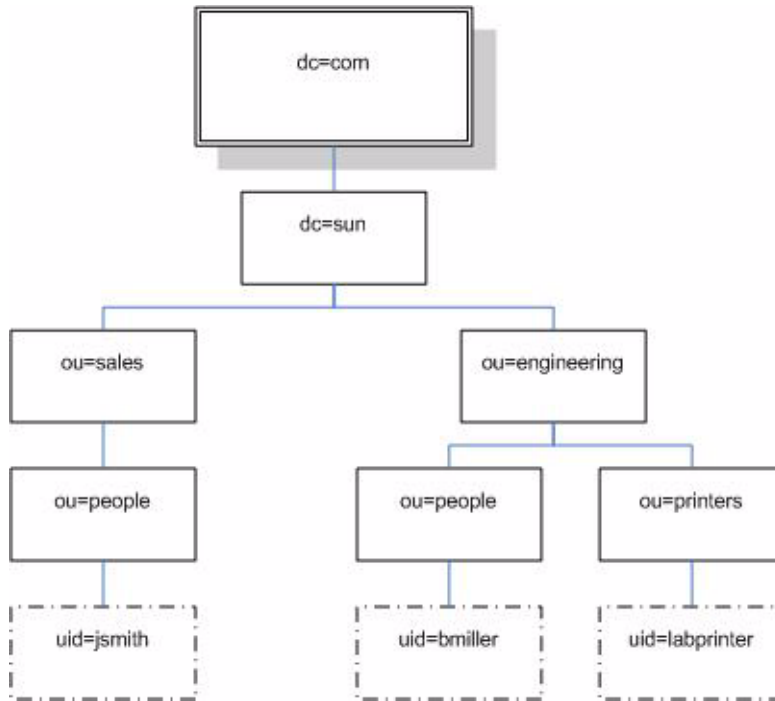 dc=com
dc=sun
ou=sales
ou=engineering
ou=people
ou=people
ou=printers
uid=jsmith
uid=bmiller
uid=labprinter